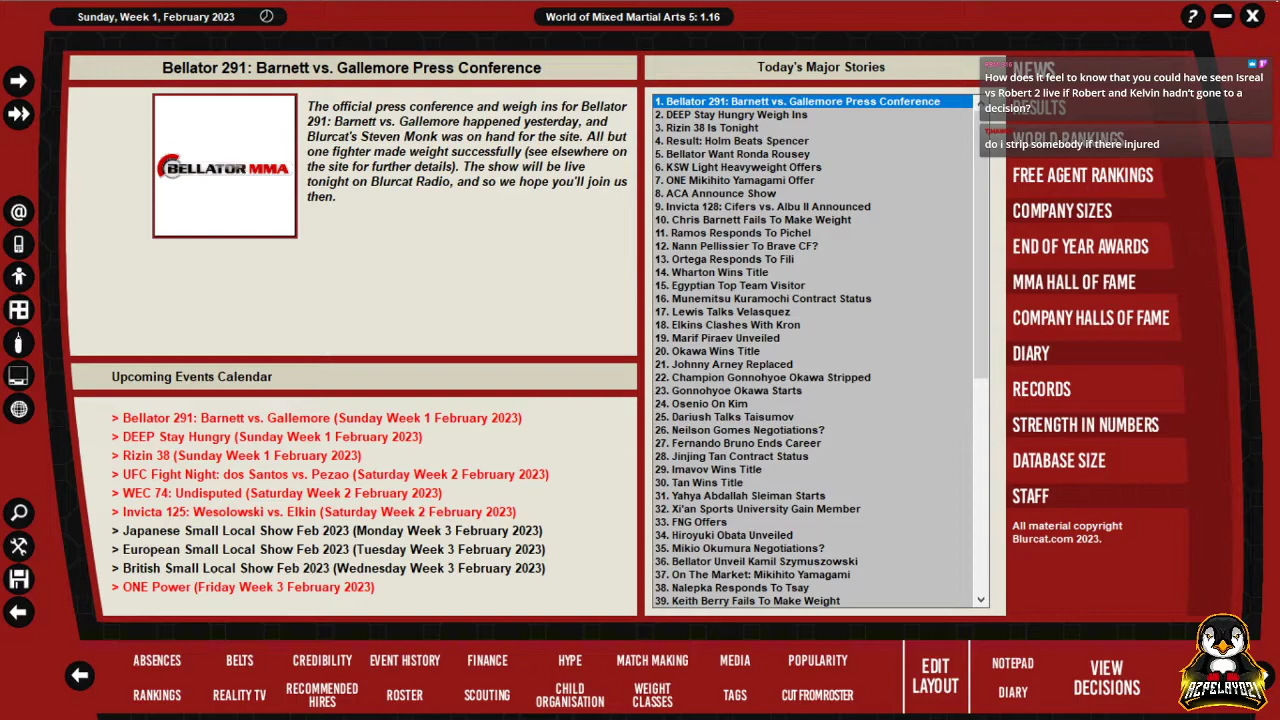 Sunday, Week 1, February 2023
World of Mixed Martial Arts 5: 1.16
?
X
Bellator 291: Barnett vs. Gallemore Press Conference
BELLATOR MMA
The official press conference and weigh ins for Bellator
291: Barnett vs. Gallemore happened yesterday, and
Blurcat's Steven Monk was on hand for the site. All but
one fighter made weight successfully (see elsewhere on
the site for further details). The show will be live
tonight on Blurcat Radio, and so we hope you'll join us
then.
Upcoming Events Calendar
> Bellator 291: Barnett vs. Gallemore (Sunday Week 1 February 2023)
> DEEP Stay Hungry (Sunday Week 1 February 2023)
> Rizin 38 (Sunday Week 1 February 2023)
> UFC Fight Night: dos Santos vs. Pezao (Saturday Week 2 February 2023)
> WEC 74: Undisputed (Saturday Week 2 February 2023)
> Invicta 125: Wesolowski vs. Elkin (Saturday Week 2 February 2023)
> Japanese Small Local Show Feb 2023 (Monday Week 3 February 2023)
> European Small Local Show Feb 2023 (Tuesday Week 3 February 2023)
> British Small Local Show Feb 2023 (Wednesday Week 3 February 2023)
> ONE Power (Friday Week 3 February 2023)
Today's Major Stories
1. Bellator 291: Barnett vs. Gallemore Press Conference
2. DEEP Stay Hungry Weigh Ins
3. Rizin 38 Is Tonight
4. Result: Holm Beats Spencer
5. Bellator Want Ronda Rousey
6. KSW Light Heavyweight Offers
7. ONE Mikihito Yamagami Offer
8. ACA Announce Show
9. Invicta 128: Cifers vs. Albu II Announced
10. Chris Barnett Fails To Make Weight
11. Ramos Responds To Pichel
12. Nann Pellissier To Brave CF?
13. Ortega Responds To Fili
14. Wharton Wins Title
15. Egyptian Top Team Visitor
16. Munemitsu Kuramochi Contract Status
17. Lewis Talks Velasquez
18. Elkins Clashes With Kron
19. Marif Piraev Unveiled
20. Okawa Wins Title
21. Johnny Arney Replaced
22. Champion Gonnohyoe Okawa Stripped
23. Gonnohyoe Okawa Starts
24. Osenio On Kim
25. Dariush Talks Taisumov
26. Neilson Gomes Negotiations?
27. Fernando Bruno Ends Career
28. Jinjing Tan Contract Status
29. Imavov Wins Title
30. Tan Wins Title
31. Yahya Abdallah Sleiman Starts
32. Xi'an Sports University Gain Member
33. FNG Offers
34. Hiroyuki Obata Unveiled
35. Mikio Okumura Negotiations?
36. Bellator Unveil Kamil Szymuszowski
37. On The Market: Mikihito Yamagami
38. Nalepka Responds To Tsay
39. Keith Berry Fails To Make Weight
NEWS
RESULTS
WORLD RANKINGS
How does it feel to know that you could have seen Isreal
vs Robert 2 live if Robert and Kelvin hadn't gone to a
decision?
do i strip somebody if there injured
FREE AGENT RANKINGS
COMPANY SIZES
END OF YEAR AWARDS
MMA HALL OF FAME
COMPANY HALLS OF FAME
DIARY
RECORDS
STRENGTH IN NUMBERS
DATABASE SIZE
STAFF
All material copyright
Blurcat.com 2023.
ABSENCES
BELTS
CREDIBILITY
EVENT HISTORY
FINANCE
HYPE
MATCH MAKING
MEDIA
POPULARITY
RANKINGS
REALITY TV
RECOMMENDED
HIRES
ROSTER
SCOUTING
CHILD
ORGANISATION
WEIGHT
CLASSES
TAGS
CUT FROM ROSTER
EDIT
LAYOUT
NOTEPAD
DIARY
VIEW
DECISIONS